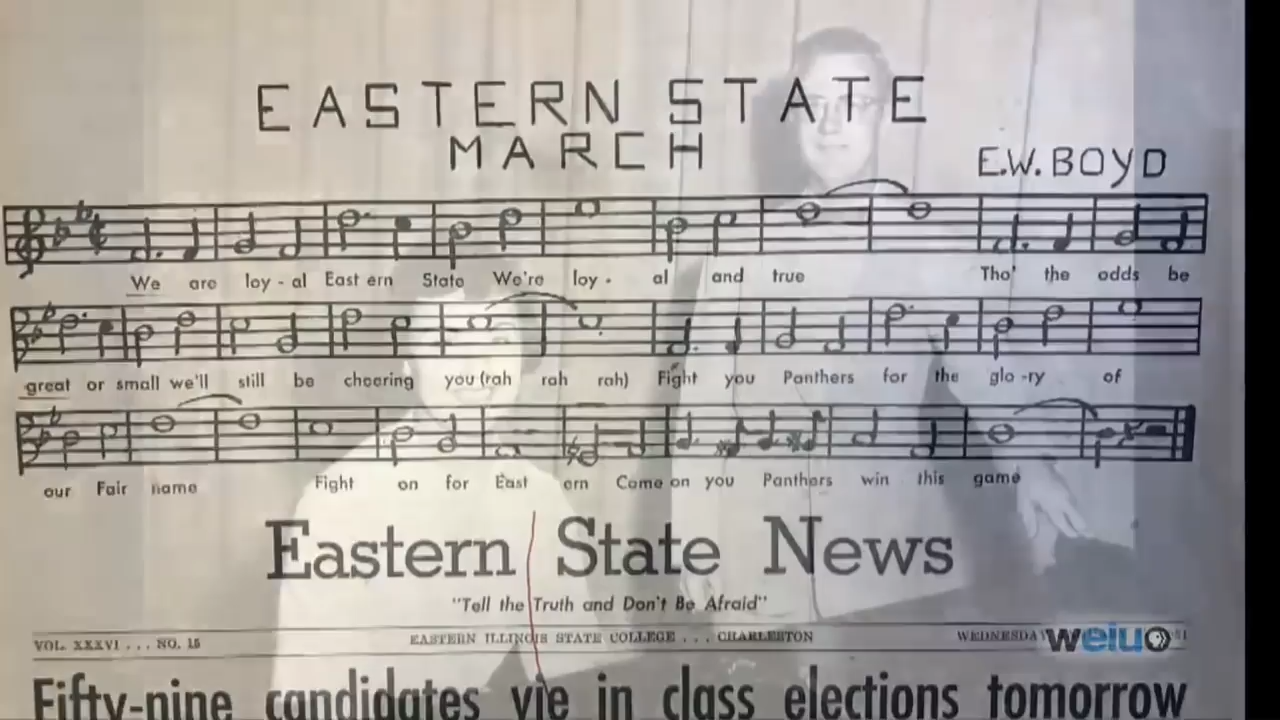 EASTERN STATE
MARCH
E.W. BOYD
We are loy - al East ern State We're loy - al and true Tho' the odds be
great or small we'll still be cheering you (rah rah rah) Fight you Panthers for the glo -ry of
our Fair name Fight on for East ern Come on you Panthers win this game
Eastern State News
"Tell the Truth and Don't Be Afraid"
VOL. XXXVI . . . NO. 15 EASTERN ILLINOIS STATE COLLEGE . . . CHARLESTON WEDNESDA
weiu PBS
Fifty-nine candidates vie in class elections tomorrow